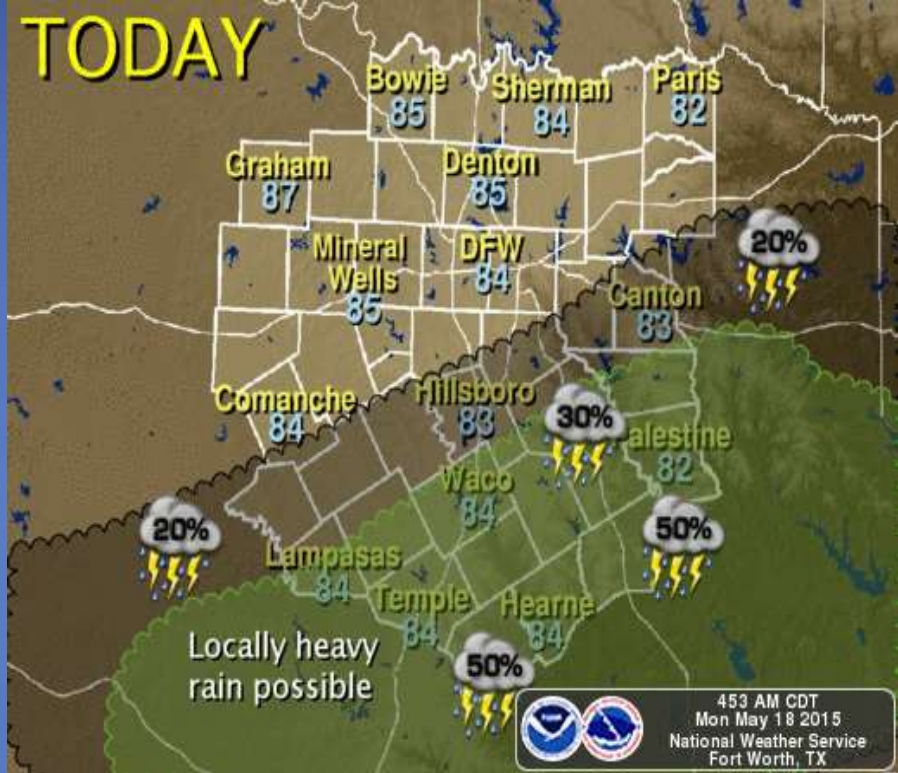 TODAY
Bowie
85
Sherman
84
Paris
82
Graham
87
Denton
85
Mineral
Wells
85
DFW
84
20%
Canton
83
Comanche
84
Hillsboro
83
30%
alestine
82
Waco
84
20%
50%
Lampasas
84
Temple
84
Hearne
84
Locally heavy
rain possible
50%
453 AM CDT
Mon May 18 2015
National Weather Service
Fort Worth, TX